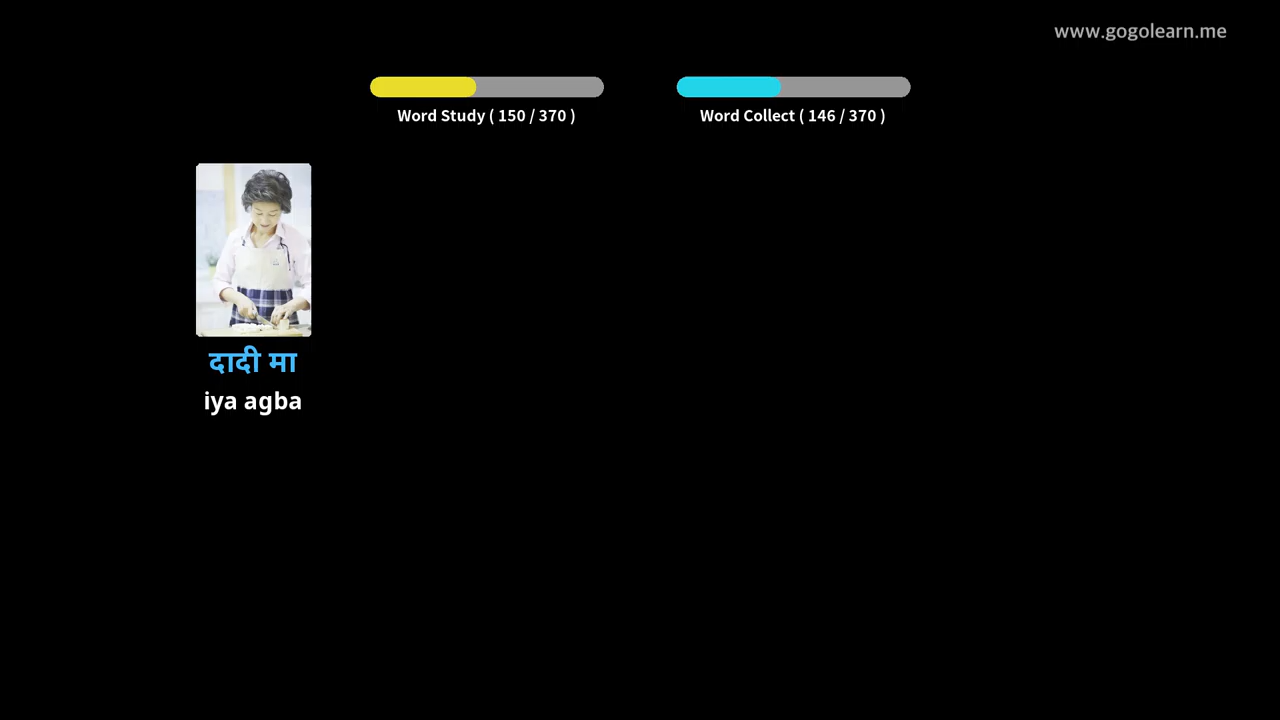 www.gogolearn.me
Word Study ( 150 / 370 )
Word Collect ( 146 / 370 )
दादी मा
iya agba